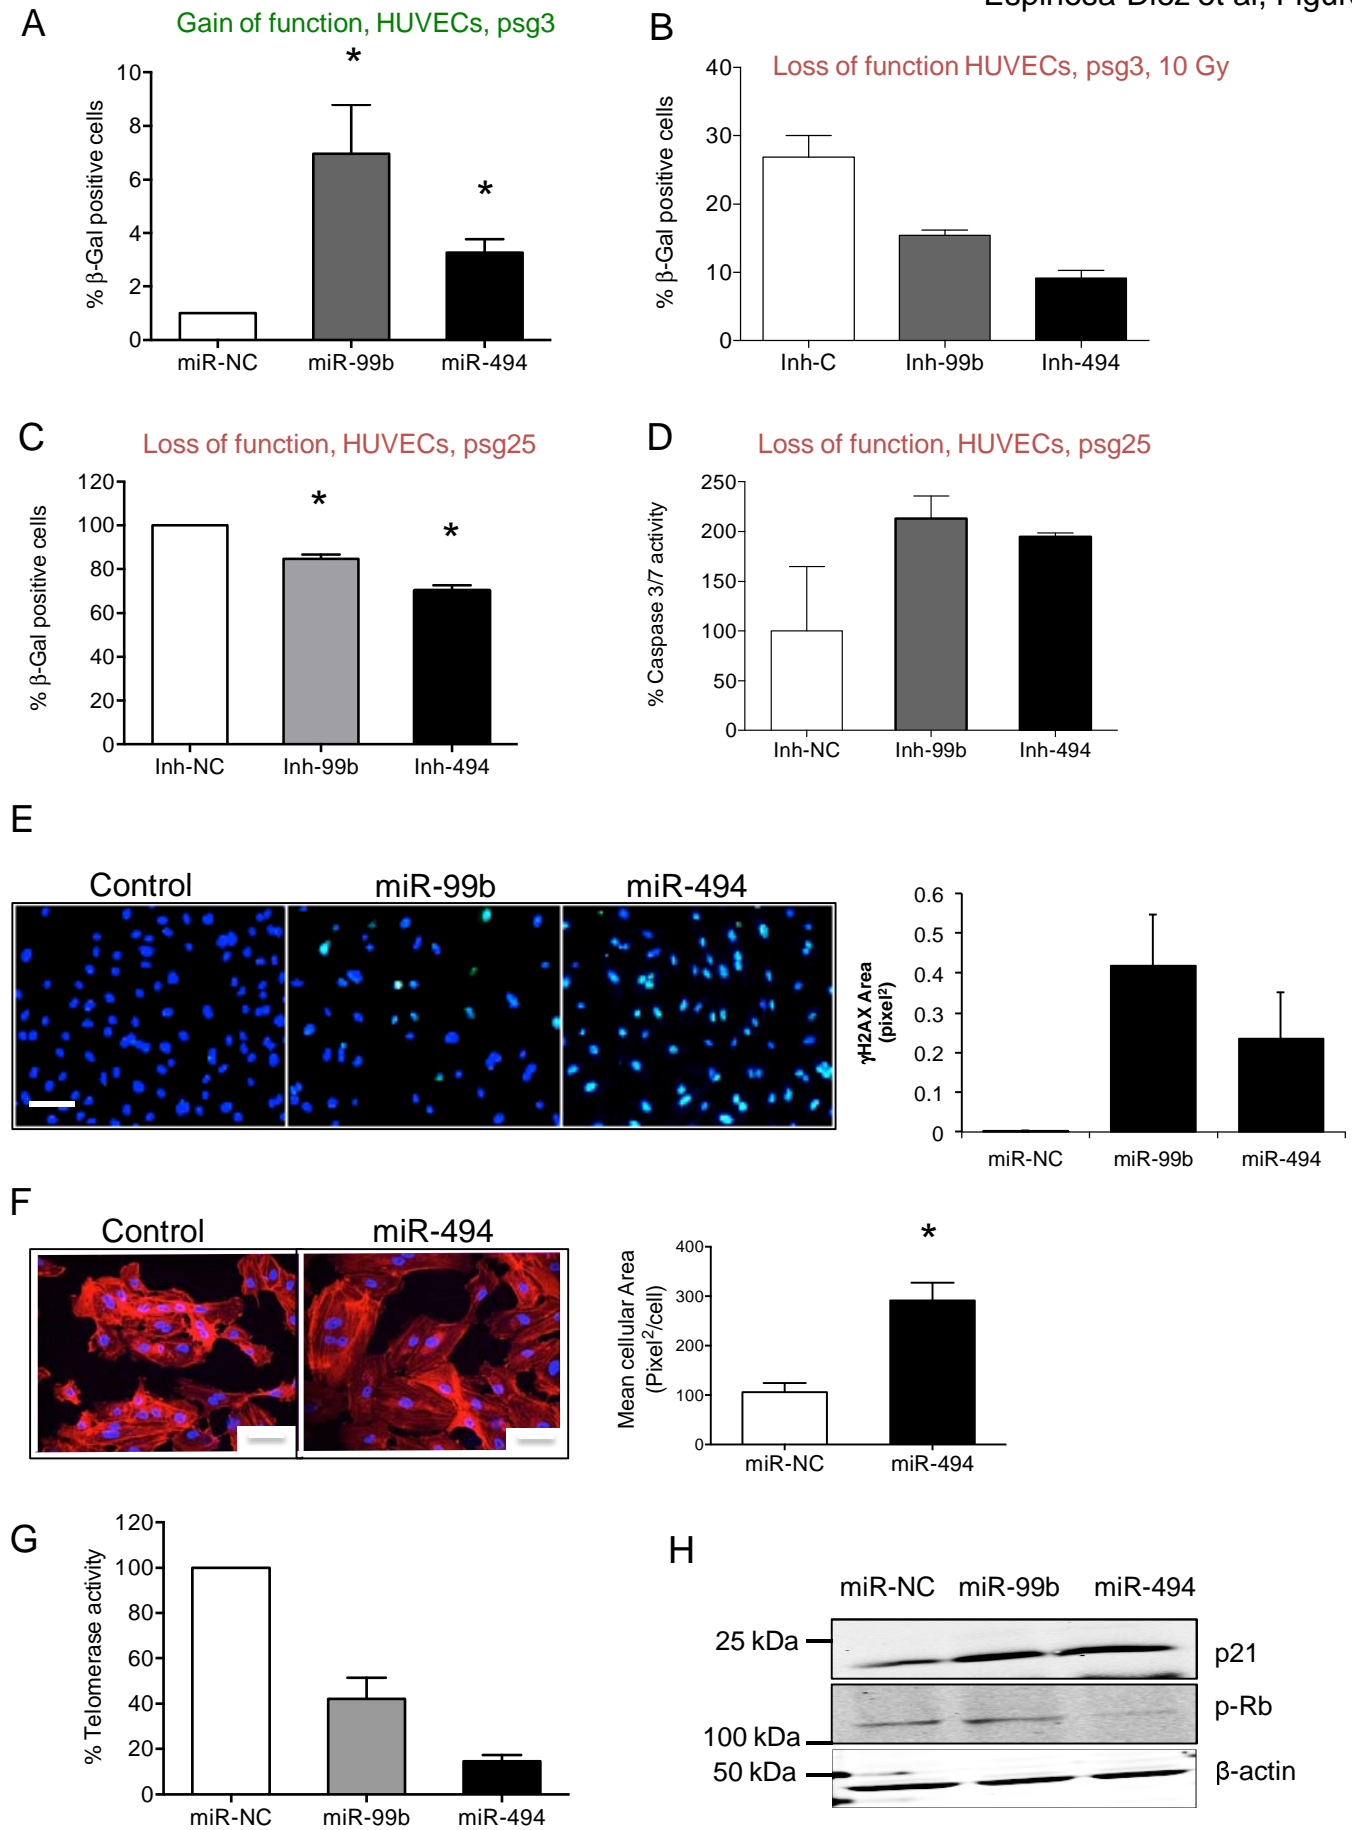 Espinosa-Diez et al, Figure
A
Gain of function, HUVECs, psg3
% β-Gal positive cells
10
8
6
4
2
0
*
*
miR-NC
miR-99b
miR-494
B
Loss of function HUVECs, psg3, 10 Gy
% β-Gal positive cells
40
30
20
10
0
Inh-C
Inh-99b
Inh-494
C
Loss of function, HUVECs, psg25
% β-Gal positive cells
120
100
80
60
40
20
0
*
*
Inh-NC
Inh-99b
Inh-494
D
Loss of function, HUVECs, psg25
% Caspase 3/7 activity
250
200
150
100
50
0
Inh-NC
Inh-99b
Inh-494
E
Control
miR-99b
miR-494
γH2AX Area
(pixel²)
0.6
0.5
0.4
0.3
0.2
0.1
0
miR-NC
miR-99b
miR-494
F
Control
miR-494
Mean cellular Area
(Pixel²/cell)
400
300
200
100
0
*
miR-NC
miR-494
G
% Telomerase activity
120
100
80
60
40
20
0
miR-NC
miR-99b
miR-494
H
miR-NC
miR-99b
miR-494
25 kDa
p21
p-Rb
100 kDa
50 kDa
β-actin